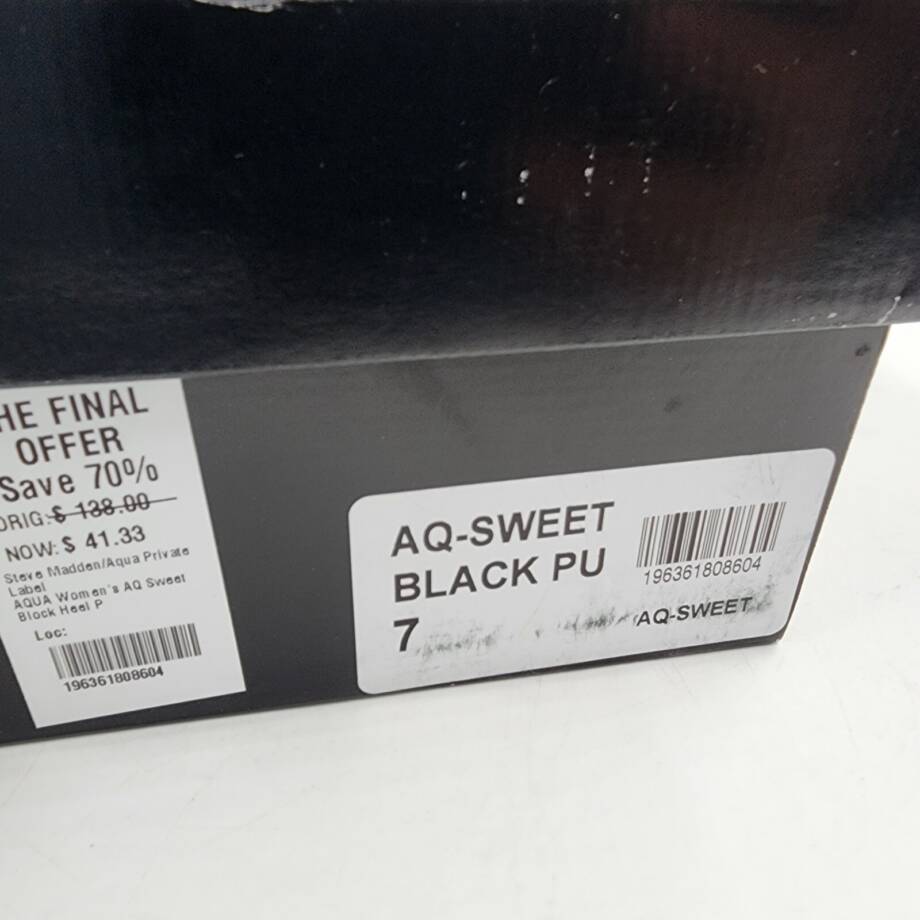 HE FINAL
OFFER
Save 70%
ORIG: $ 138.00
NOW: $ 41.33
Steve Madden/Aqua Private
Label
AQUA Women's AQ Sweet
Block Heel P
Loc:
196361808604
AQ-SWEET
BLACK PU
7
196361808604
AQ-SWEET